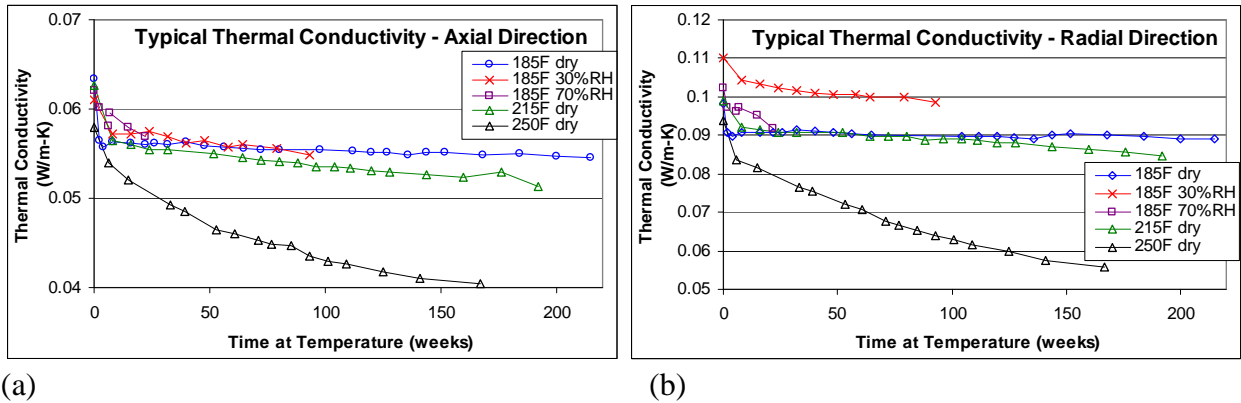 Typical Thermal Conductivity - Axial Direction
Thermal Conductivity
(W/m-K)
0.07
0.06
0.05
0.04
185F dry
185F 30%RH
185F 70%RH
215F dry
250F dry
0
50
100
150
200
Time at Temperature (weeks)
(a)
Typical Thermal Conductivity - Radial Direction
Thermal Conductivity
(W/m-K)
0.12
0.11
0.1
0.09
0.08
0.07
0.06
0.05
185F dry
185F 30%RH
185F 70%RH
215F dry
250F dry
0
50
100
150
200
Time at Temperature (weeks)
(b)